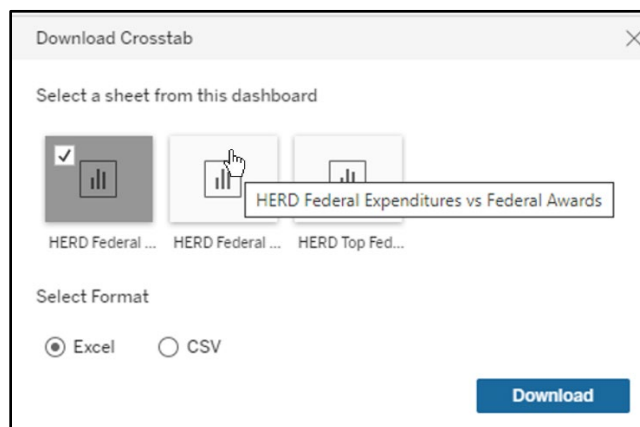 Download Crosstab
Select a sheet from this dashboard
HERD Federal Expenditures vs Federal Awards
HERD Federal ... HERD Federal ... HERD Top Fed...
Select Format
Excel CSV
Download